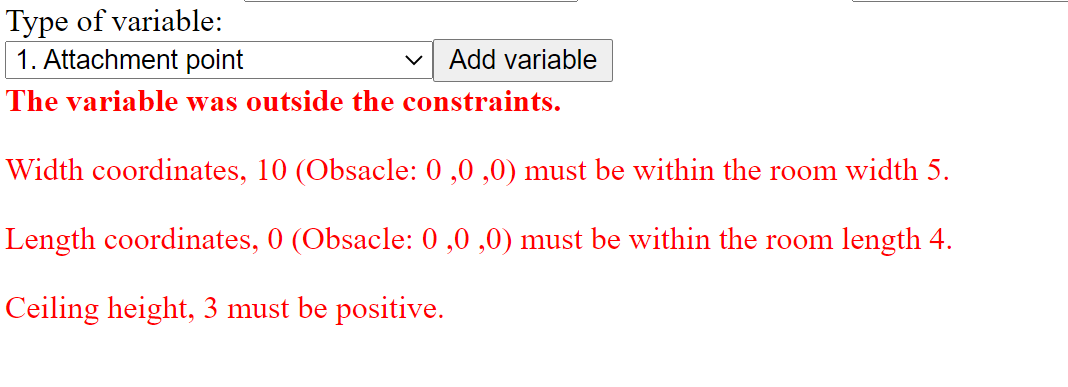 Type of variable:
1. Attachment point
Add variable
The variable was outside the constraints.
Width coordinates, 10 (Obsacle: 0 ,0 ,0) must be within the room width 5.
Length coordinates, 0 (Obsacle: 0 ,0 ,0) must be within the room length 4.
Ceiling height, 3 must be positive.